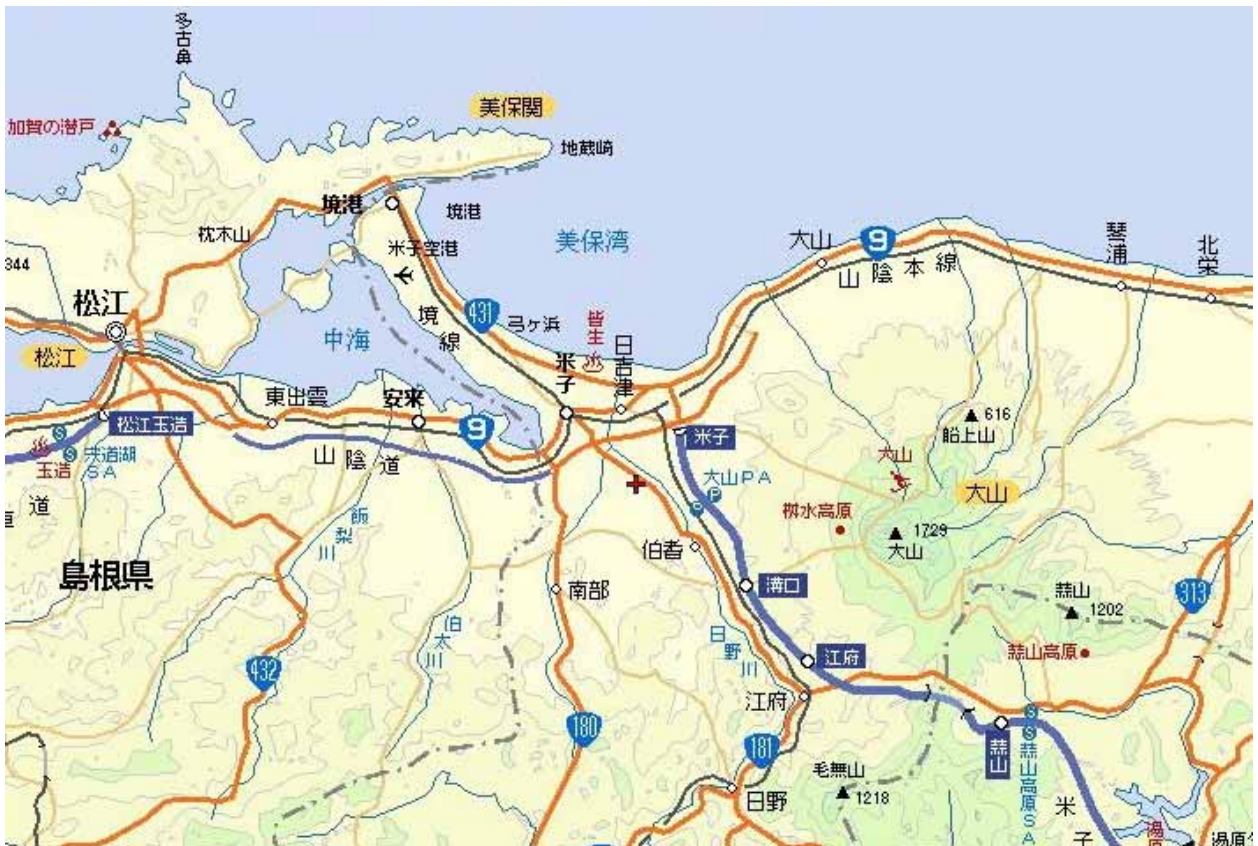 多古鼻
加賀の潜戸
美保関
地蔵崎
境港
境港
枕木山
米子空港
美保湾
大山
9
山陰本線
琴浦
北栄
344
松江
松江
中海
境線
431
弓ヶ浜
皆生
米子
日吉津
東出雲
安来
9
松江玉造
玉造
宍道湖
SA
山陰道
道
米子
大山PA
616
船上山
大山
大山
桝水高原
1729
大山
飯梨川
伯耆
島根県
南部
溝口
蒜山
1202
313
伯太川
日野川
432
江府
蒜山高原
江府
180
181
蒜山
蒜山高原SA
毛無山
1218
日野
米子